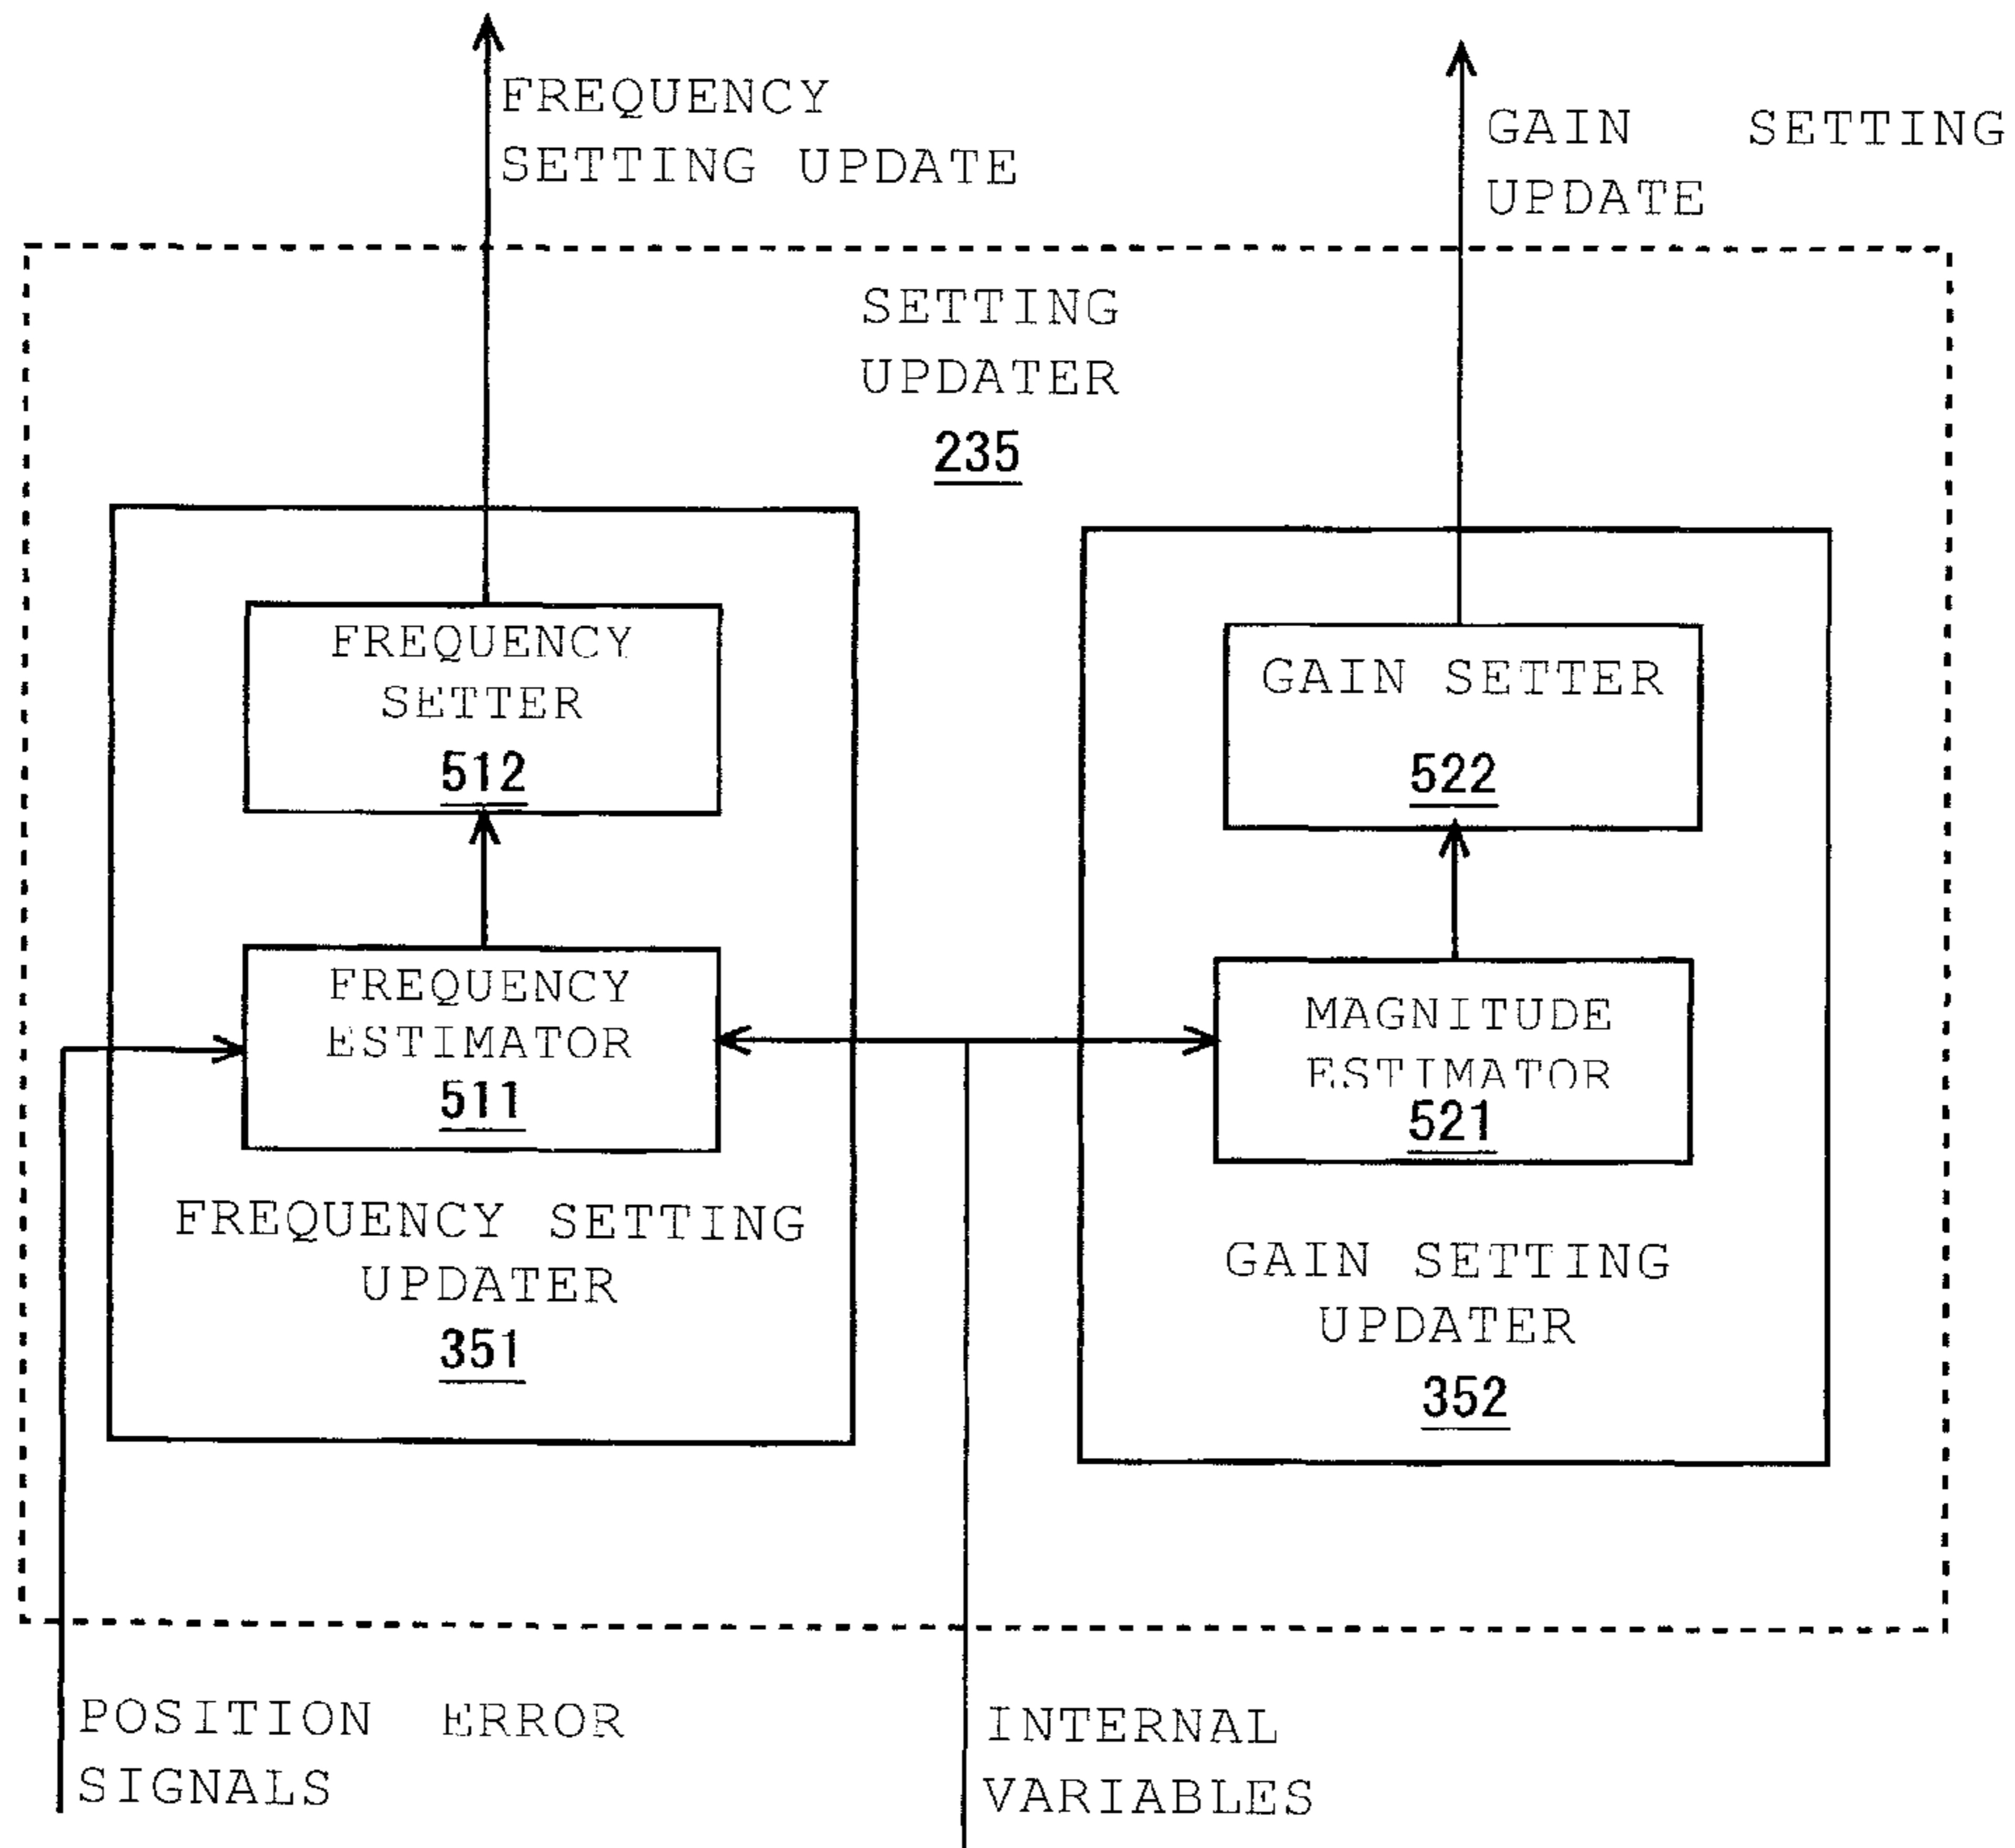 FREQUENCY
SETTING UPDATE
GAIN SETTING
UPDATE
SETTING
UPDATER
235
FREQUENCY
SETTER
512
GAIN SETTER
522
FREQUENCY
ESTIMATOR
511
MAGNITUDE
ESTIMATOR
521
FREQUENCY SETTING
UPDATER
351
GAIN SETTING
UPDATER
352
POSITION ERROR
SIGNALS
INTERNAL
VARIABLES